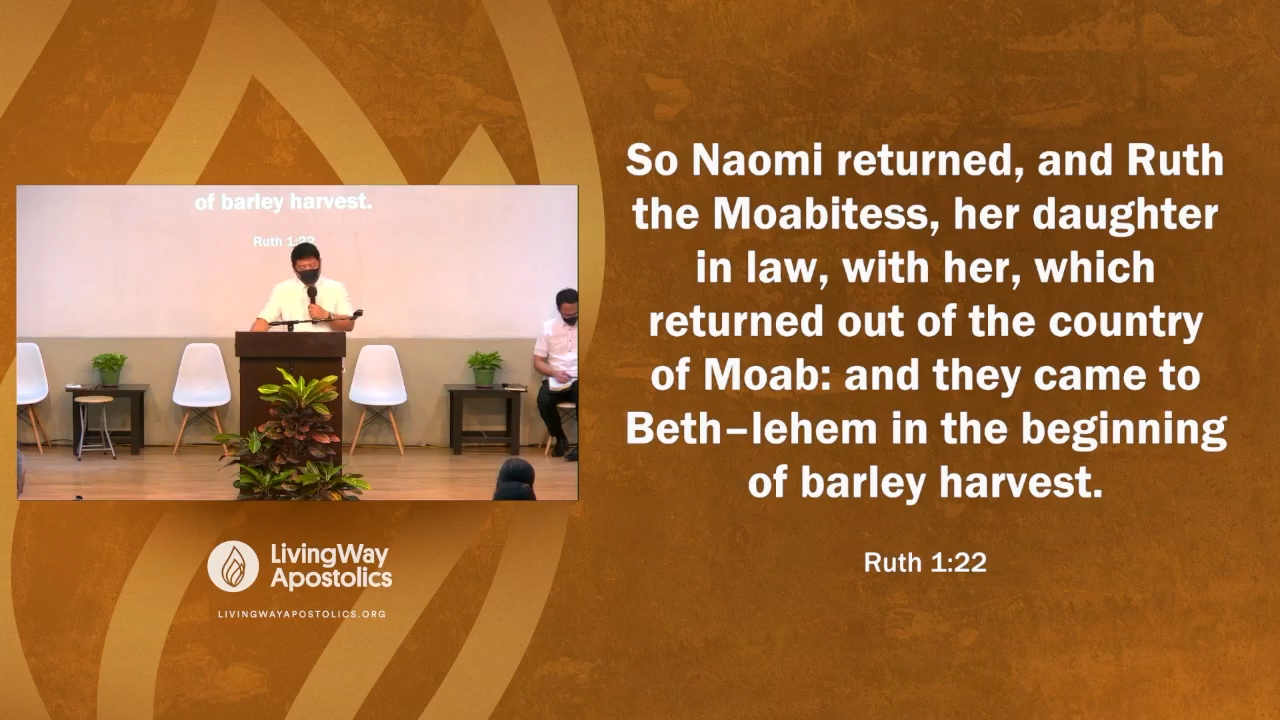 of barley harvest.
Ruth 1:22
LivingWay
Apostolics
LIVINGWAYAPOSTOLICS.ORG
So Naomi returned, and Ruth
the Moabitess, her daughter
in law, with her, which
returned out of the country
of Moab: and they came to
Beth–lehem in the beginning
of barley harvest.
Ruth 1:22